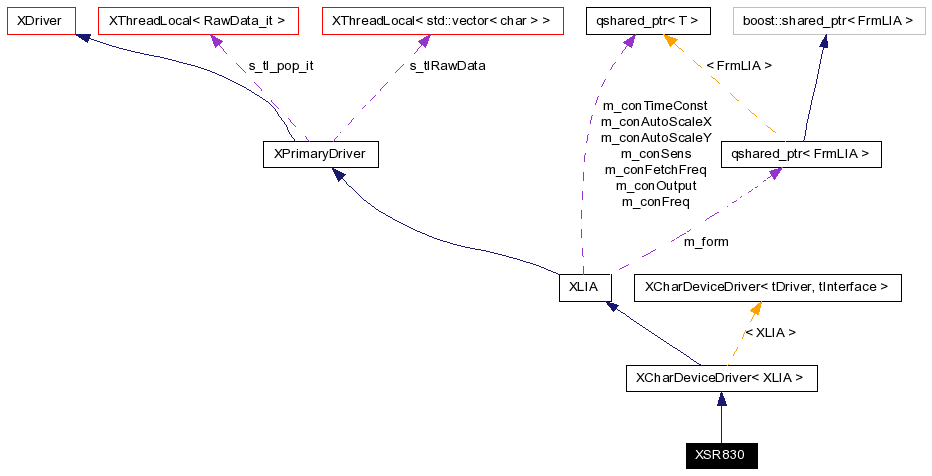 XDriver
XThreadLocal< RawData_it >
XThreadLocal< std::vector< char > >
qshared_ptr< T >
boost::shared_ptr< FrmLIA >
s_tl_pop_it
s_tlRawData
< FrmLIA >
m_conTimeConst
m_conAutoScaleX
m_conAutoScaleY
m_conSens
m_conFetchFreq
m_conOutput
m_conFreq
XPrimaryDriver
qshared_ptr< FrmLIA >
m_form
XLIA
XCharDeviceDriver< tDriver, tInterface >
< XLIA >
XCharDeviceDriver< XLIA >
XSR830